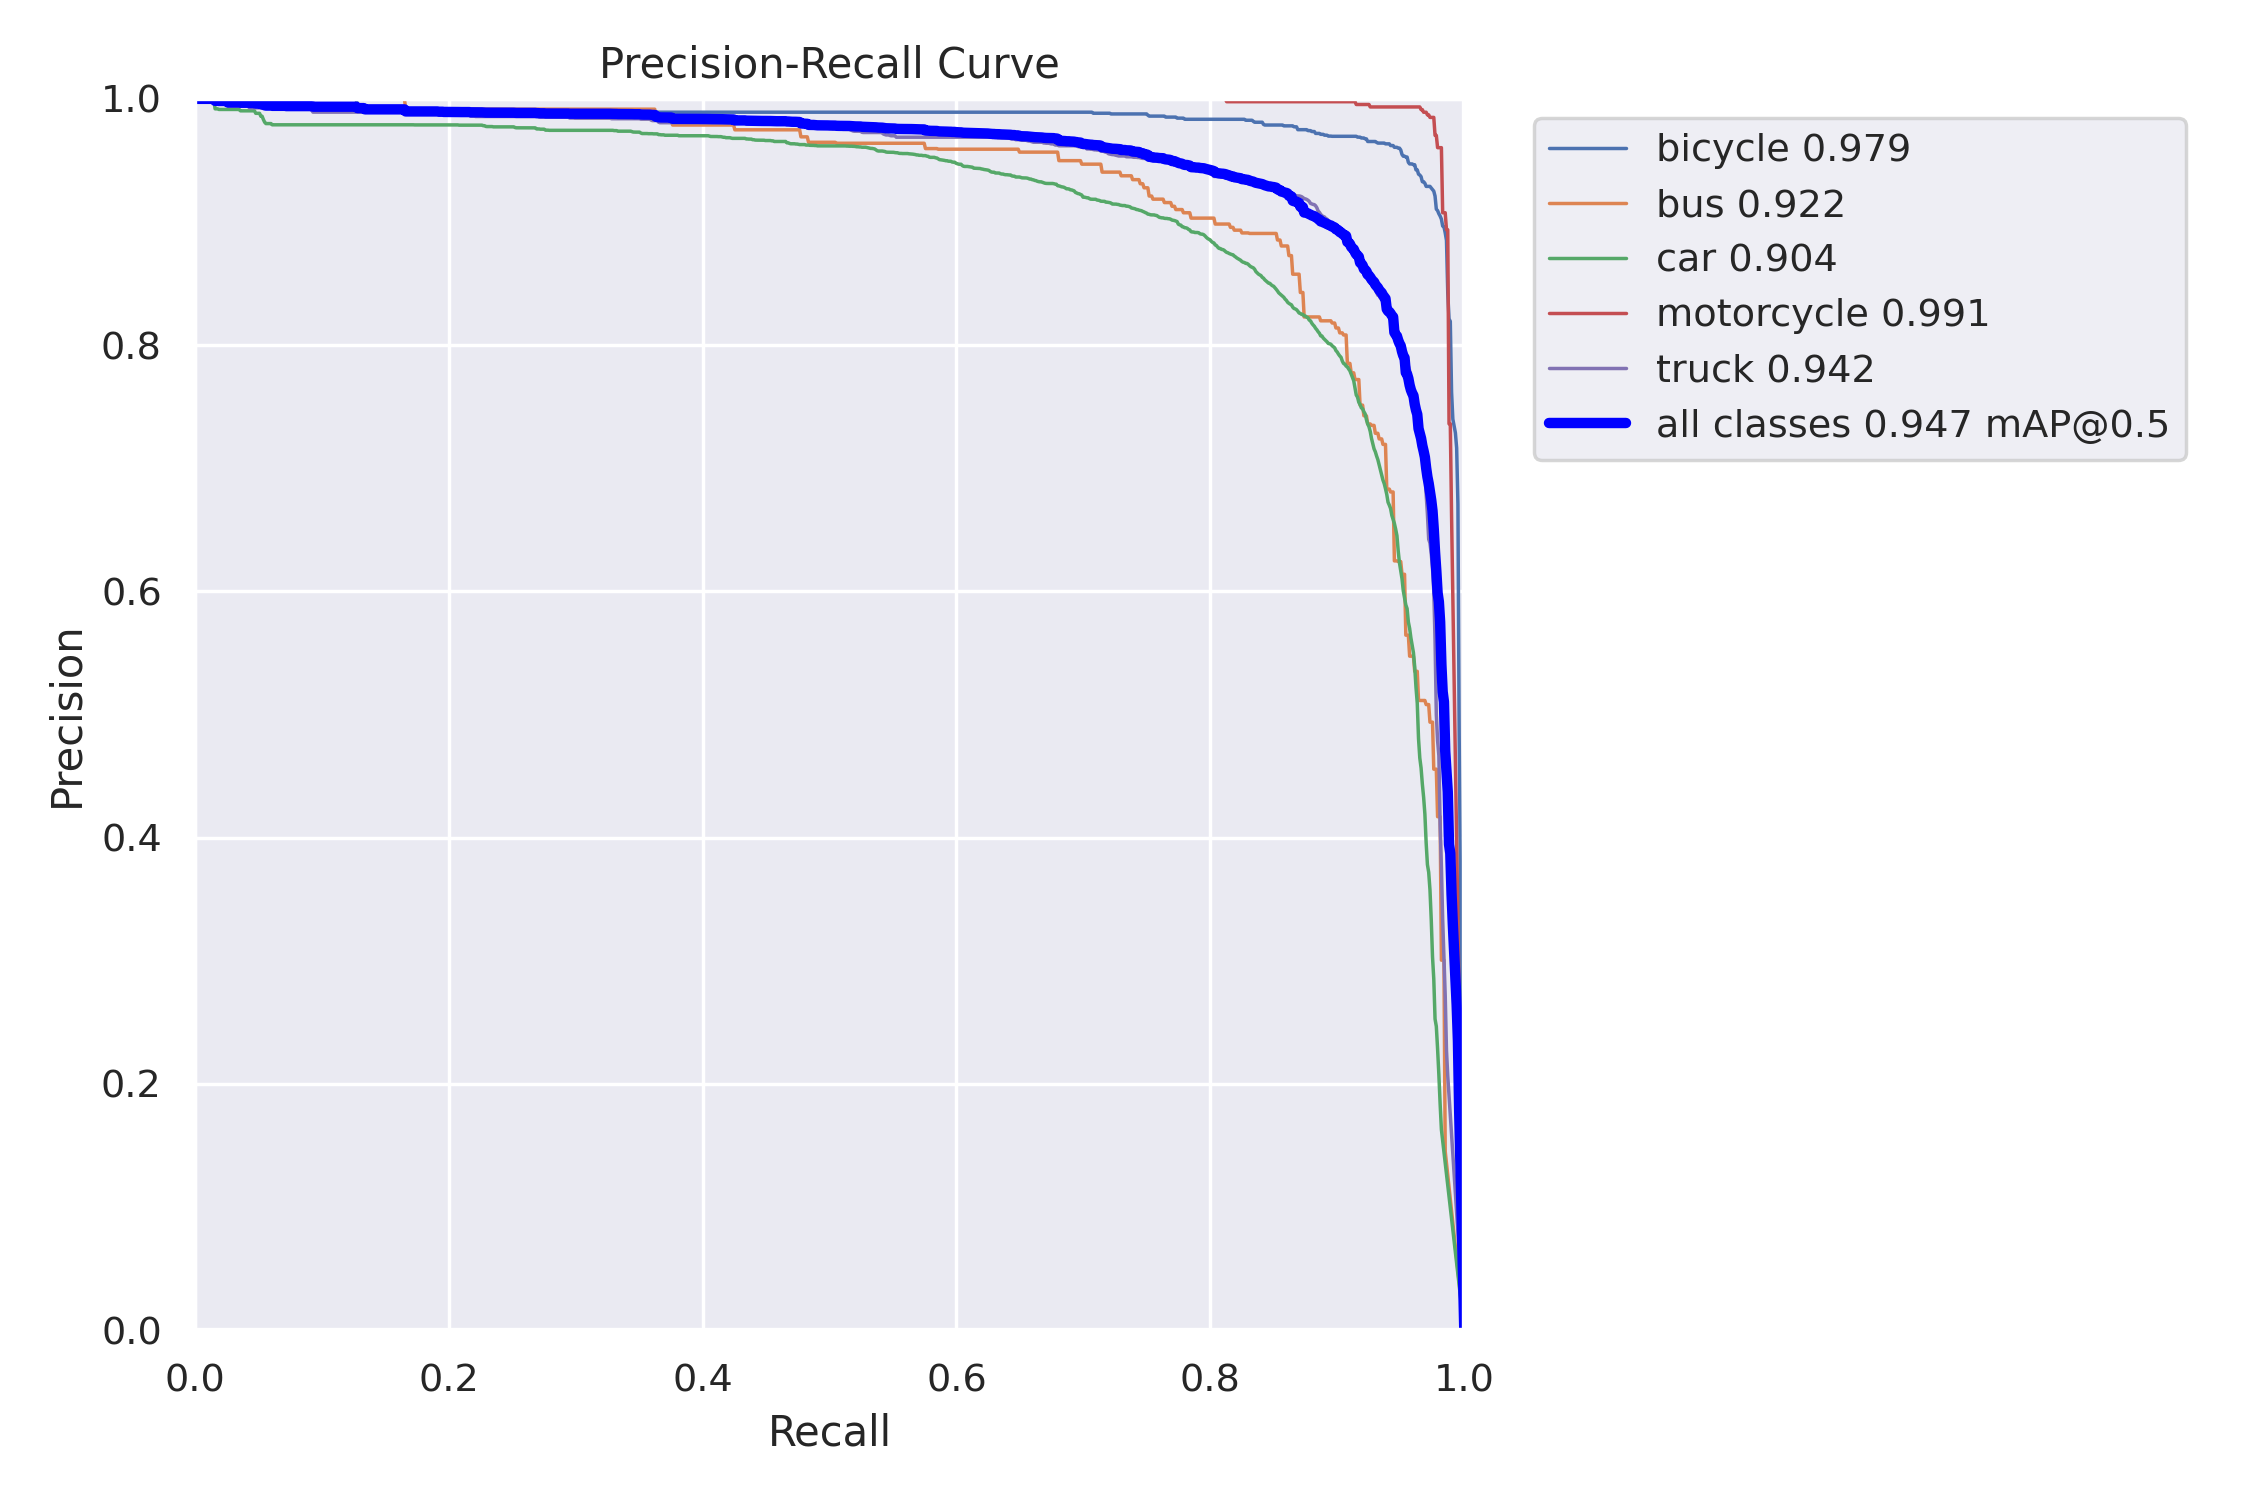 Precision-Recall Curve
1.0
0.8
0.6
0.4
0.2
0.0
Precision
0.0 0.2 0.4 0.6 0.8 1.0
Recall
bicycle 0.979
bus 0.922
car 0.904
motorcycle 0.991
truck 0.942
all classes 0.947 mAP@0.5